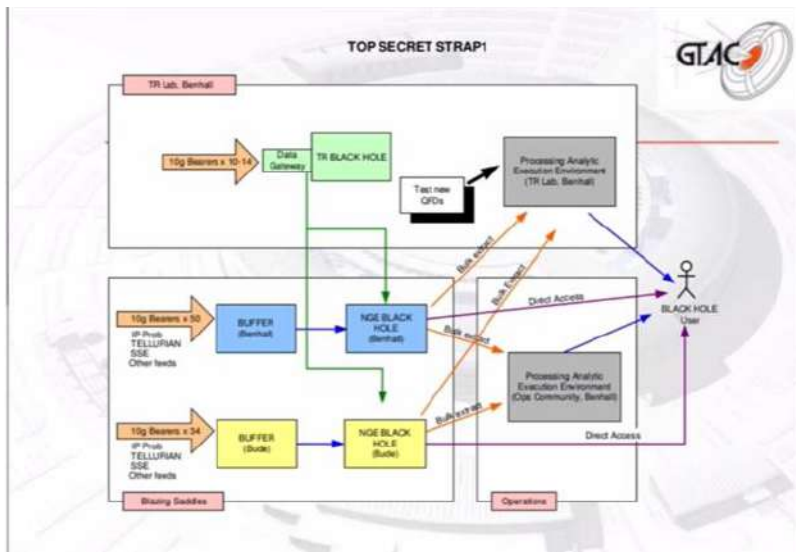 TOP SECRET STRAP1
GTAC
TR Lab, Benhall
10g Bearers x 10-14
Data
Gateway
TR BLACK HOLE
Test new
QFDs
Processing Analytic
Execution Environment
(TR Lab, Benhall)
Bulk extract
Bulk Extract
Direct Access
BLACK HOLE
User
10g Bearers x 50
IP Prob
TELLURIAN
SSE
Other feeds
BUFFER
(Benhall)
NGE BLACK
HOLE
(Benhall)
Bulk extract
Processing Analytic
Execution Environment
(Ops Community, Benhall)
10g Bearers x 34
IP Prob
TELLURIAN
SSE
Other feeds
BUFFER
(Bude)
NGE BLACK
HOLE
(Bude)
Bulk extract
Direct Access
Blazing Saddles
Operations